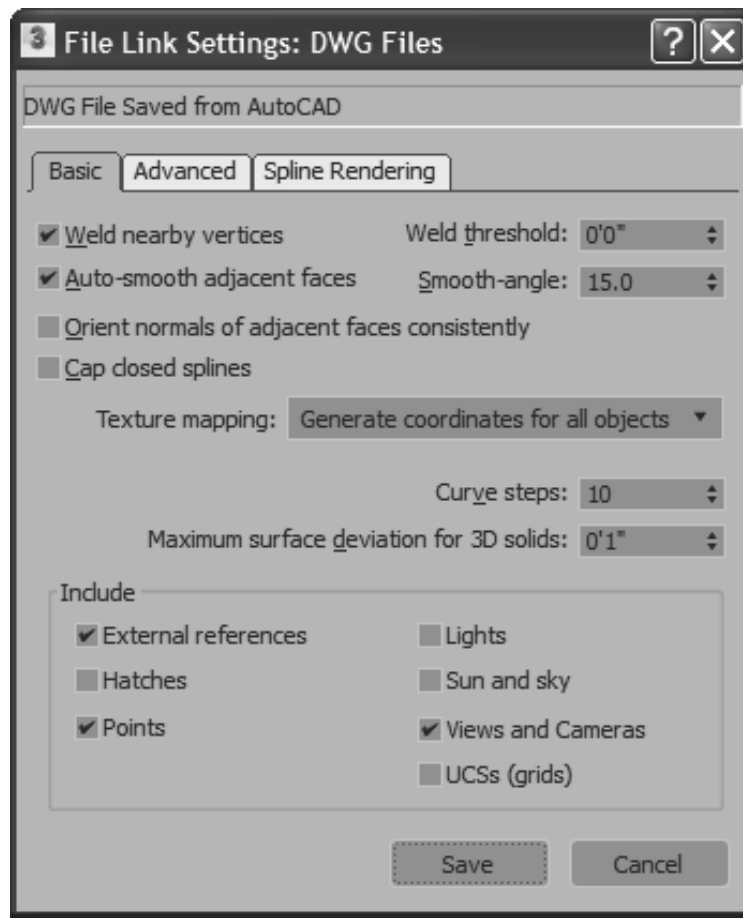 3 File Link Settings: DWG Files ? X
DWG File Saved from AutoCAD
Basic Advanced Spline Rendering
Weld nearby vertices Weld threshold: 0'0"
Auto-smooth adjacent faces Smooth-angle: 15.0
Orient normals of adjacent faces consistently
Cap closed splines
Texture mapping: Generate coordinates for all objects
Curve steps: 10
Maximum surface deviation for 3D solids: 0'1"
Include
External references Lights
Hatches Sun and sky
Points Views and Cameras
UCSs (grids)
Save Cancel